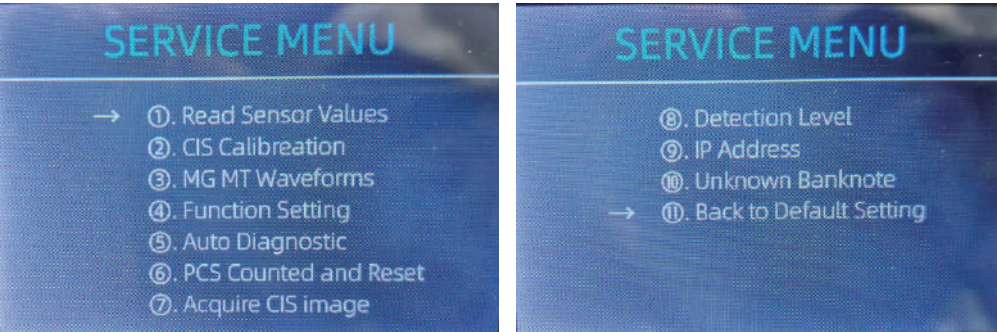 SERVICE MENU
→ ①. Read Sensor Values
②. CIS Calibreation
③. MG MT Waveforms
④. Function Setting
⑤. Auto Diagnostic
⑥. PCS Counted and Reset
⑦. Acquire CIS image
SERVICE MENU
⑧. Detection Level
⑨. IP Address
⑩. Unknown Banknote
→ ⑪. Back to Default Setting